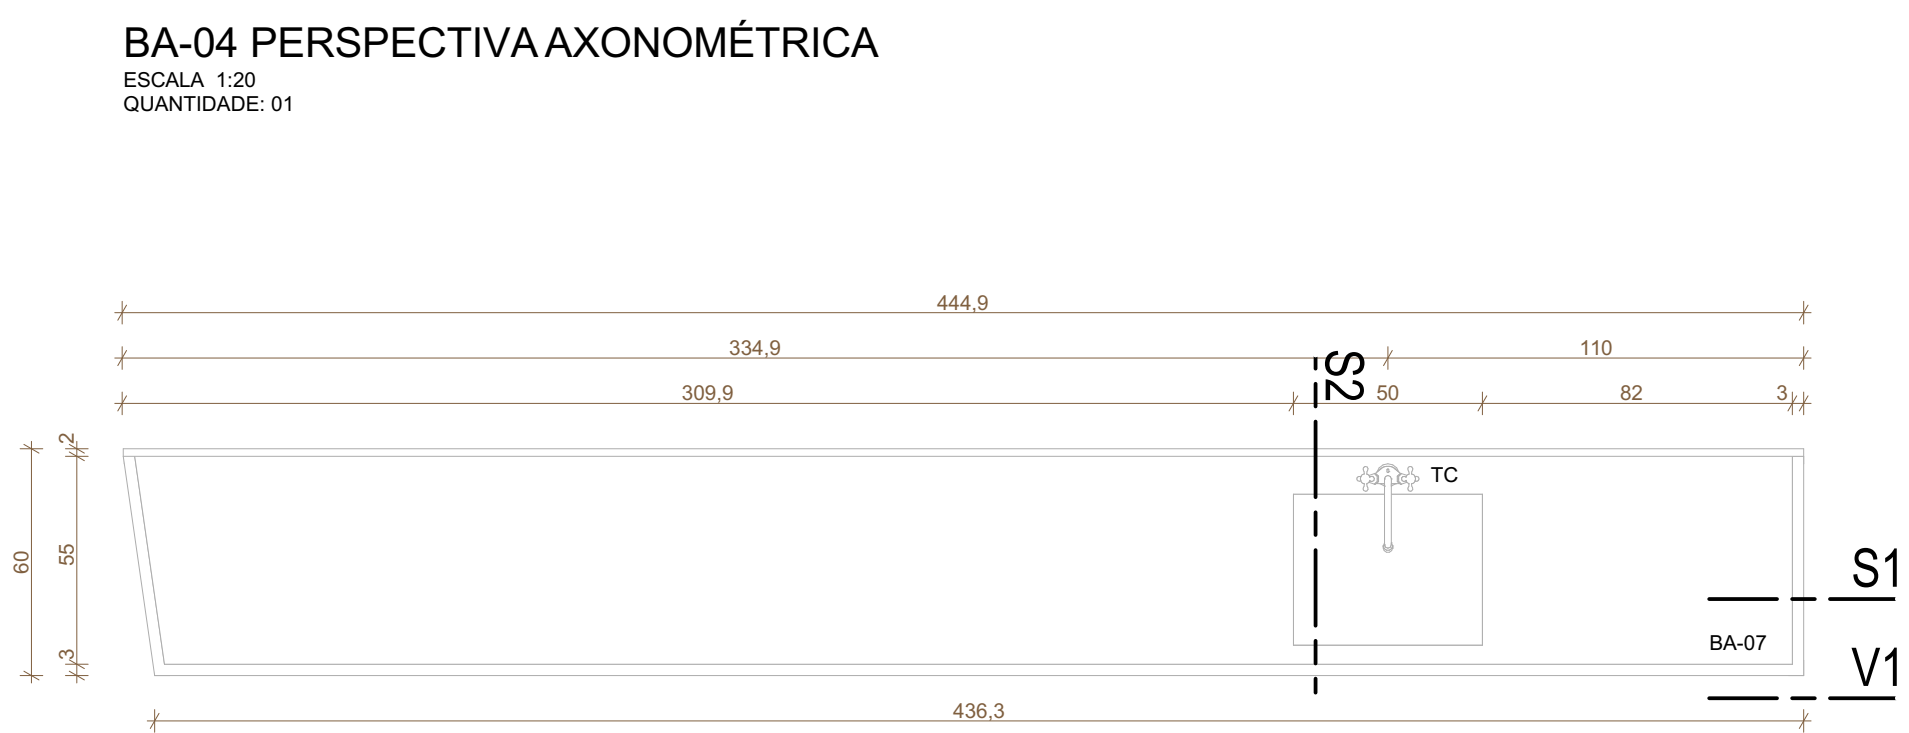 BA-04 PERSPECTIVA AXONOMÉTRICA
ESCALA 1:20
QUANTIDADE: 01
444,9
334,9
110
S2
309,9
50
82
3
2
TC
60
55
S1
3
BA-07
V1
436,3